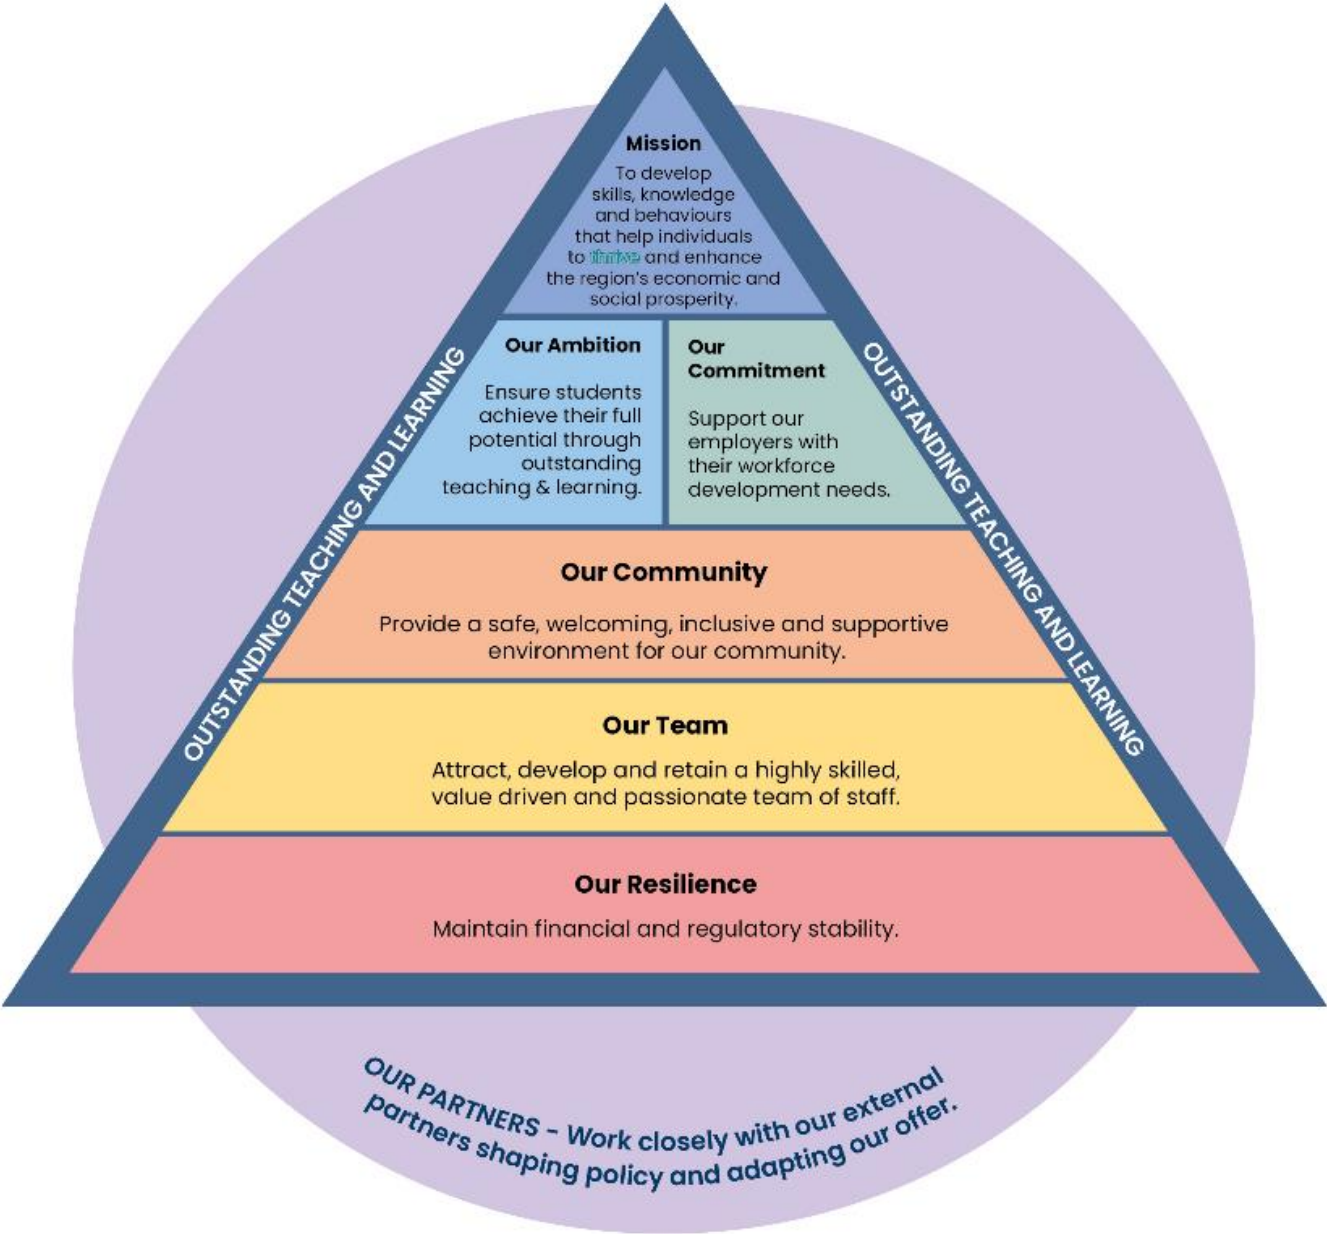 Mission
To develop
skills, knowledge
and behaviours
that help individuals
to thrive and enhance
the region's economic and
social prosperity.
Our Ambition
Ensure students
achieve their full
potential through
outstanding
teaching & learning.
Our
Commitment
Support our
employers with
their workforce
development needs.
OUTSTANDING TEACHING AND LEARNING
OUTSTANDING TEACHING AND LEARNING
Our Community
Provide a safe, welcoming, inclusive and supportive
environment for our community.
Our Team
Attract, develop and retain a highly skilled,
value driven and passionate team of staff.
Our Resilience
Maintain financial and regulatory stability.
OUR PARTNERS - Work closely with our external
partners shaping policy and adapting our offer.